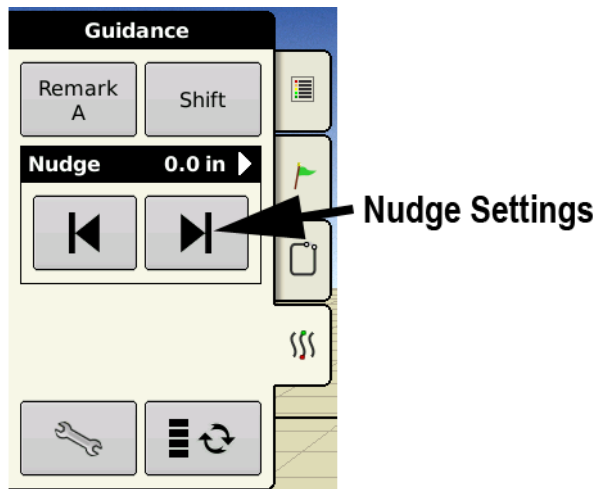 Guidance
Remark
A
Shift
Nudge 0.0 in
Nudge Settings